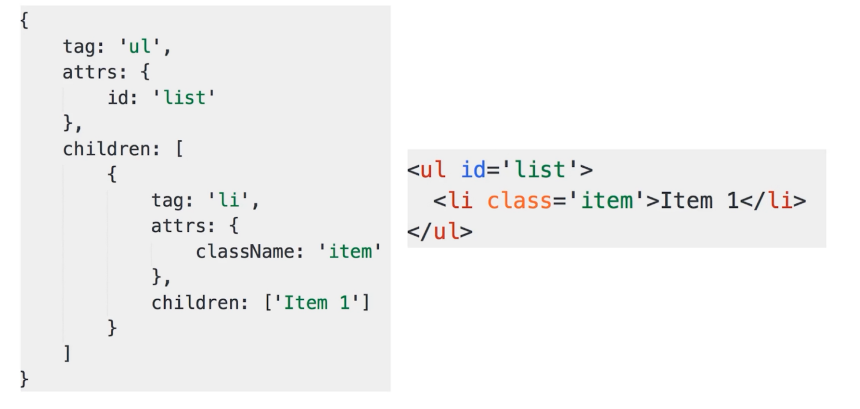 {
    tag: 'ul',
    attrs: {
        id: 'list'
    },
    children: [
        {
            tag: 'li',
            attrs: {
                className: 'item'
            },
            children: ['Item 1']
        }
    ]
}
<ul id='list'>
  <li class='item'>Item 1</li>
</ul>